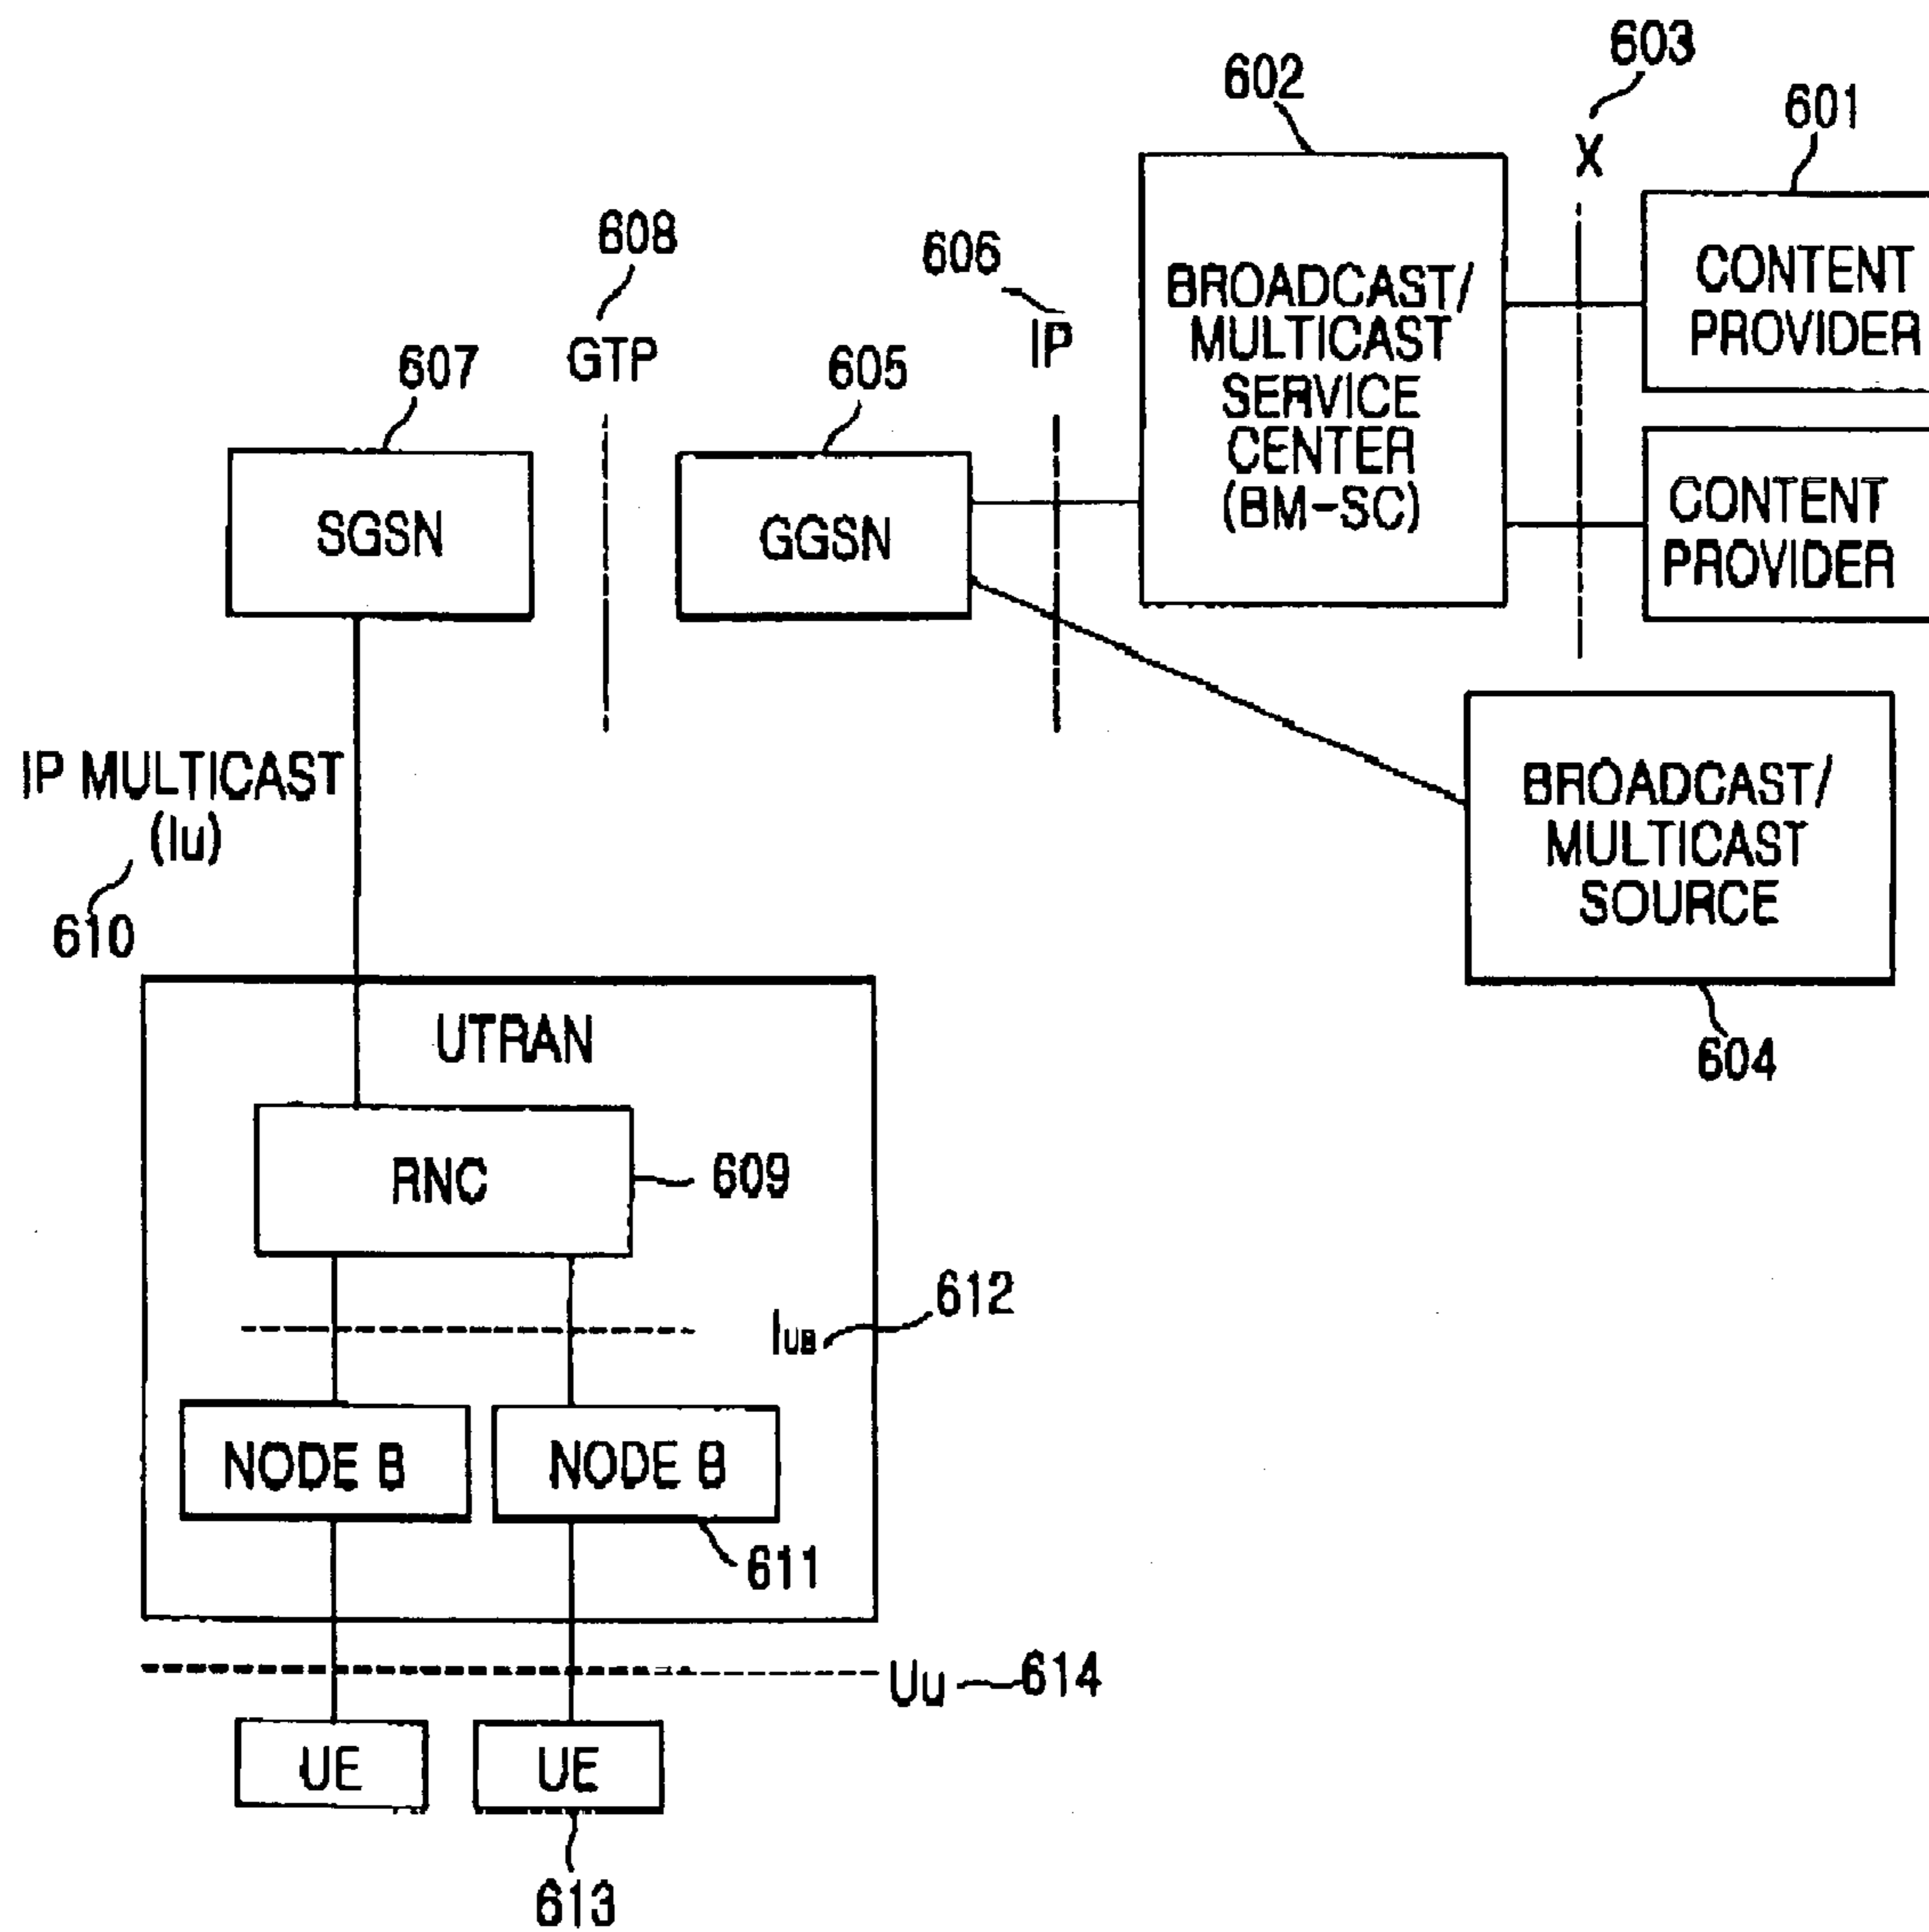 603
602
601
X
608
606
BROADCAST/
MULTICAST
SERVICE
CENTER
(BM-SC)
CONTENT
PROVIDER
607
GTP
605
IP
SGSN
GGSN
CONTENT
PROVIDER
IP MULTICAST
(Iu)
610
BROADCAST/
MULTICAST
SOURCE
604
UTRAN
RNC
609
612
IUB
NODE B
NODE B
611
Uu
614
UE
UE
613